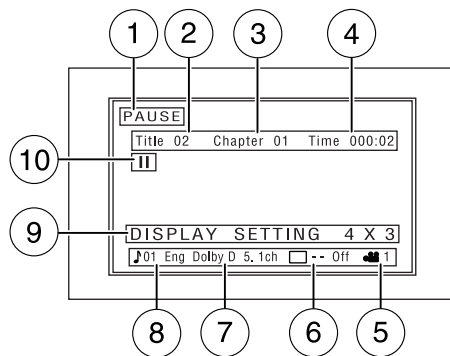 1 2 3 4
PAUSE
Title 02 Chapter 01 Time 000:02
10
9
DISPLAY SETTING 4 X 3
♪01 Eng Dolby D 5. 1ch -- Off 1
8 7 6 5